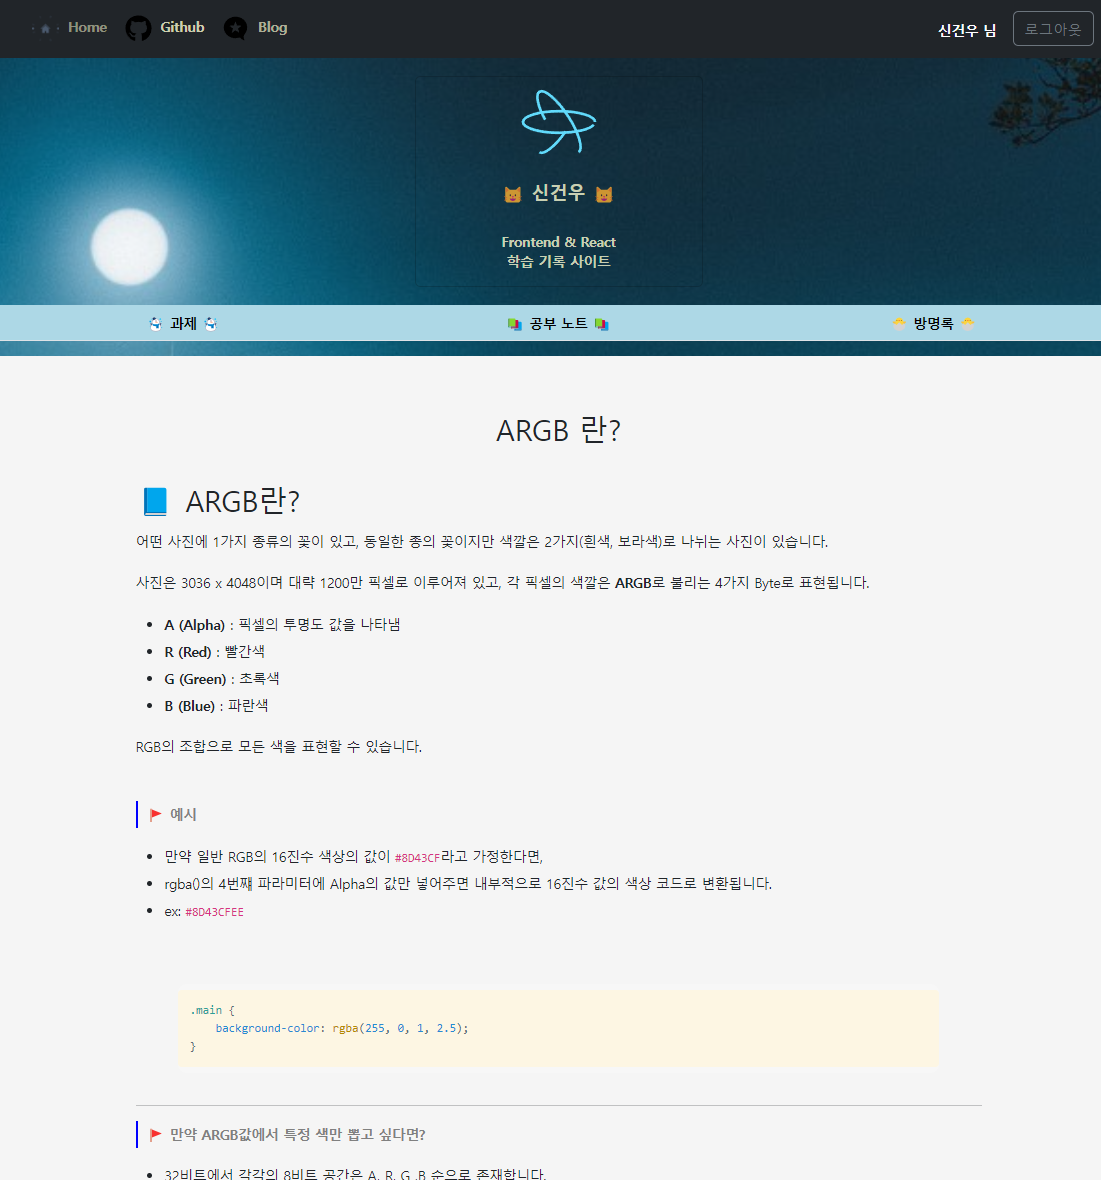 Home Github Blog 신건우 님 로그아웃
신건우
Frontend & React
학습 기록 사이트
과제 공부 노트 방명록
ARGB 란?
ARGB란?
어떤 사진에 1가지 종류의 꽃이 있고, 동일한 종의 꽃이지만 색깔은 2가지(흰색, 보라색)로 나뉘는 사진이 있습니다.
사진은 3036 x 4048이며 대략 1200만 픽셀로 이루어져 있고, 각 픽셀의 색깔은 ARGB로 불리는 4가지 Byte로 표현됩니다.
A (Alpha) : 픽셀의 투명도 값을 나타냄
R (Red) : 빨간색
G (Green) : 초록색
B (Blue) : 파란색
RGB의 조합으로 모든 색을 표현할 수 있습니다.
예시
만약 일반 RGB의 16진수 색상의 값이 #8D43CF라고 가정한다면,
rgba()의 4번째 파라미터에 Alpha의 값만 넣어주면 내부적으로 16진수 값의 색상 코드로 변환됩니다.
ex: #8D43CFEE
.main {
background-color: rgba(255, 0, 1, 2.5);
}
만약 ARGB값에서 특정 색만 뽑고 싶다면?
32비트에서 각각의 8비트 공간은 A, R, G ,B 순으로 존재합니다.